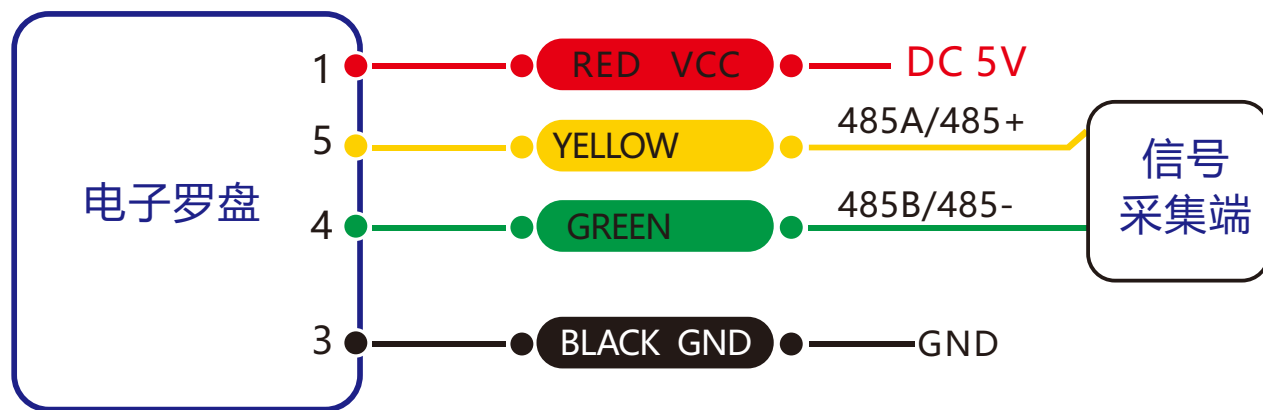 电子罗盘
1
RED VCC
DC 5V
5
YELLOW
485A/485+
4
GREEN
485B/485-
信号
采集端
3
BLACK GND
GND